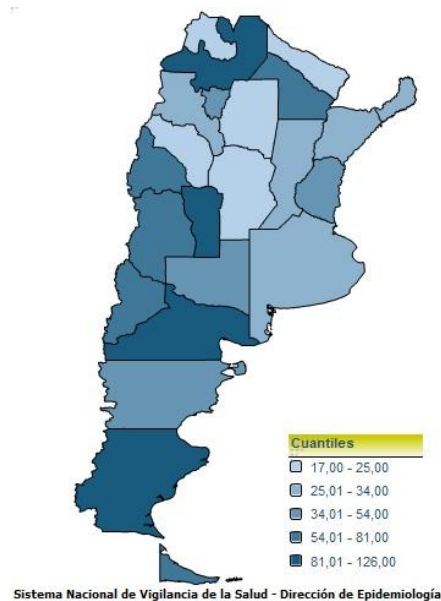 Cuantiles
17,00 - 25,00
25,01 - 34,00
34,01 - 54,00
54,01 - 81,00
81,01 - 126,00
Sistema Nacional de Vigilancia de la Salud - Dirección de Epidemiología